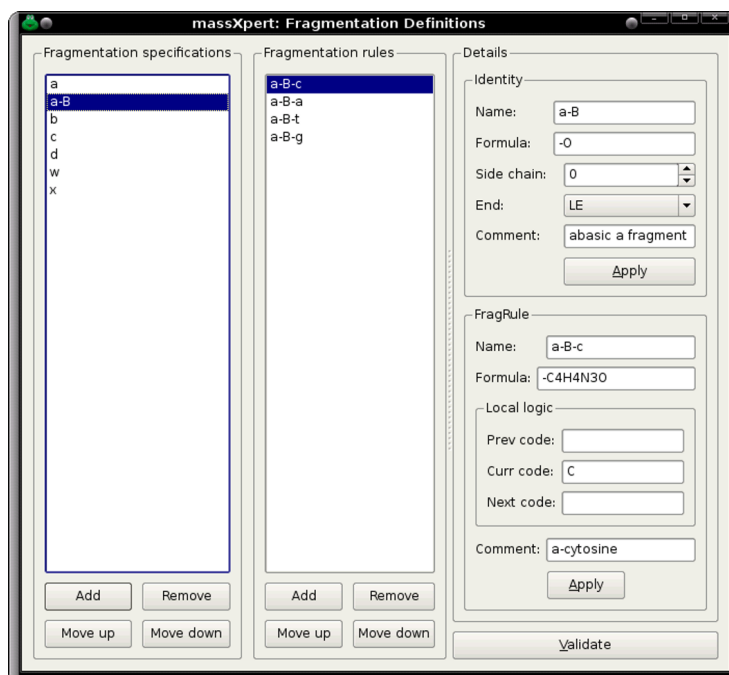 massXpert: Fragmentation Definitions
Fragmentation specifications
a
a-B
b
c
d
w
x
Add
Remove
Move up
Move down
Fragmentation rules
a-B-c
a-B-a
a-B-t
a-B-g
Add
Remove
Move up
Move down
Details
Identity
Name: a-B
Formula: -O
Side chain: 0
End: LE
Comment: abasic a fragment
Apply
FragRule
Name: a-B-c
Formula: -C4H4N3O
Local logic
Prev code:
Curr code: C
Next code:
Comment: a-cytosine
Apply
Validate